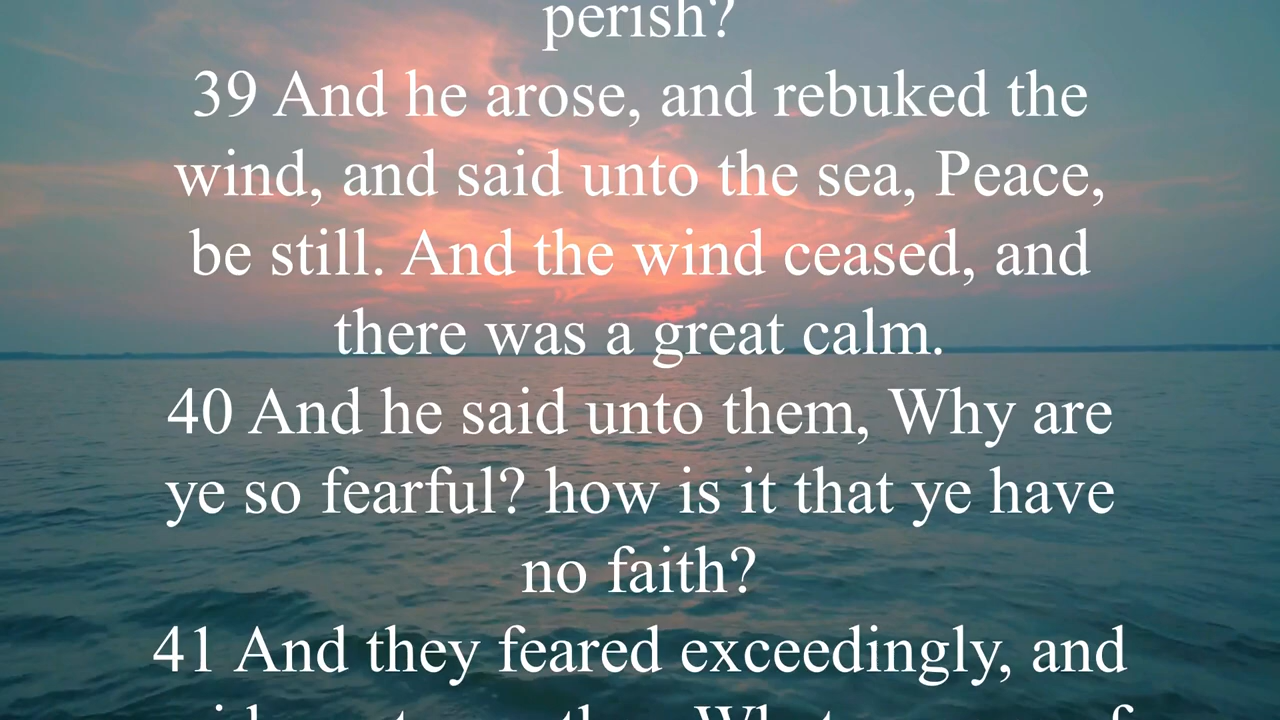 perish?
39 And he arose, and rebuked the
wind, and said unto the sea, Peace,
be still. And the wind ceased, and
there was a great calm.
40 And he said unto them, Why are
ye so fearful? how is it that ye have
no faith?
41 And they feared exceedingly, and